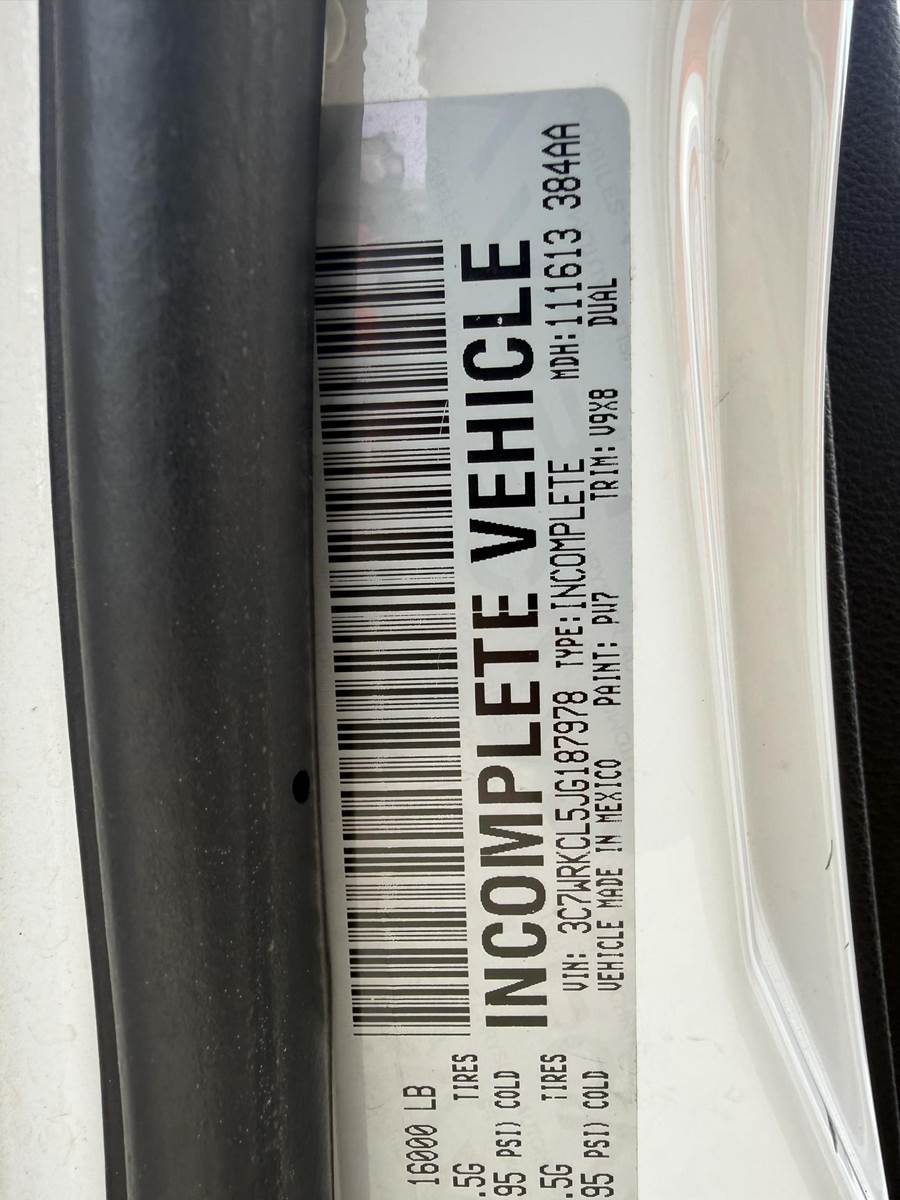 16000 LB
.5G TIRES
95 PSI) COLD
.5G TIRES
95 PSI) COLD
INCOMPLETE VEHICLE
VIN: 3C7WRKCL5JG187978 TYPE:INCOMPLETE MDH:111613 384AA
VEHICLE MADE IN MEXICO PAINT: PW7 TRIM: V9X8 DUAL